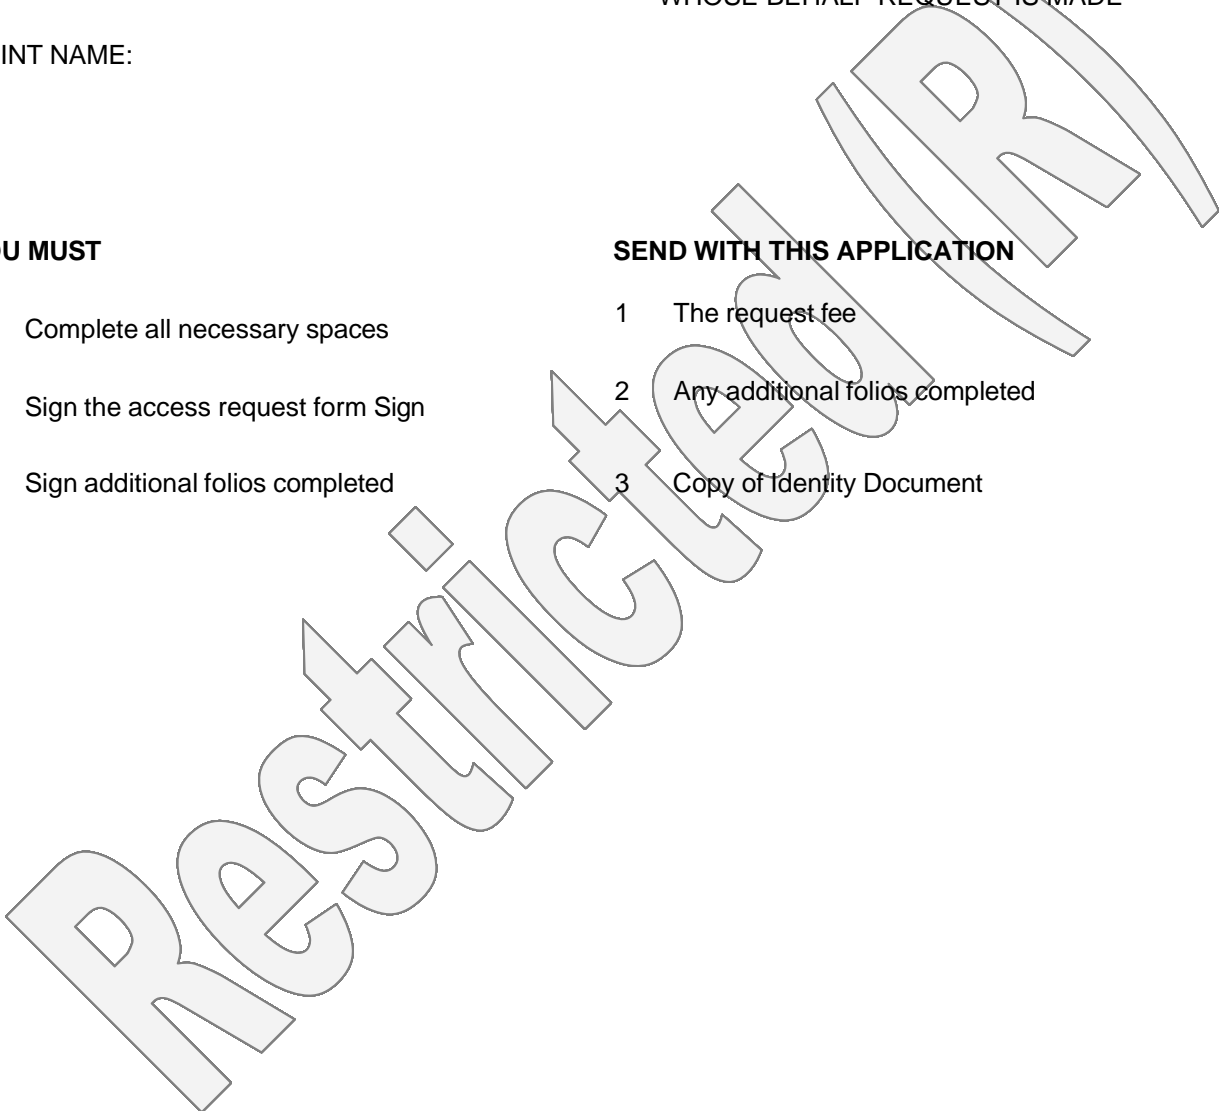 WHOSE BEHALF REQUEST IS MADE
INT NAME:
OU MUST
Complete all necessary spaces
Sign the access request form Sign
Sign additional folios completed
SEND WITH THIS APPLICATION
1 The request fee
2 Any additional folios completed
3 Copy of Identity Document
Restricted (R)